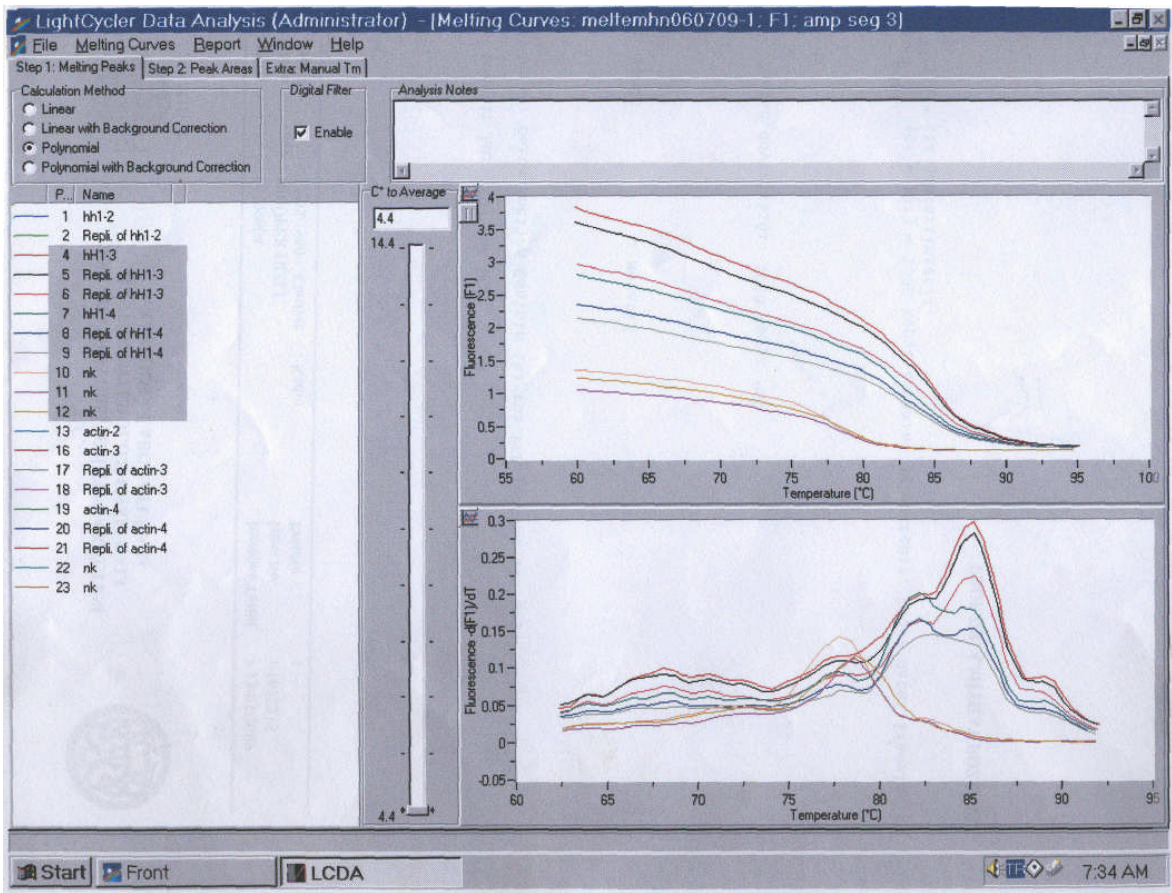 LightCycler Data Analysis (Administrator) - [Melting Curves: meltemhn060709-1; F1; amp seg 3]
File Melting Curves Report Window Help
Step 1: Melting Peaks Step 2: Peak Areas Extra: Manual Tm
Calculation Method
Linear
Linear with Background Correction
Polynomial
Polynomial with Background Correction
Digital Filter
Enable
Analysis Notes
P... Name
1 hh1-2
2 Repli. of hh1-2
4 hH1-3
5 Repli. of hH1-3
6 Repli. of hH1-3
7 hH1-4
8 Repli. of hH1-4
9 Repli. of hH1-4
10 nk
11 nk
12 nk
13 actin-2
16 actin-3
17 Repli. of actin-3
18 Repli. of actin-3
19 actin-4
20 Repli. of actin-4
21 Repli. of actin-4
22 nk
23 nk
C° to Average
4.4
14.4
4.4
Fluorescence (F1)
4
3.5
3
2.5
2
1.5
1
0.5
0
55 60 65 70 75 80 85 90 95 100
Temperature (°C)
Fluorescence -d(F1)/dT
0.3
0.25
0.2
0.15
0.1
0.05
0
-0.05
60 65 70 75 80 85 90 95
Temperature (°C)
Start Front LCDA TR 7:34 AM